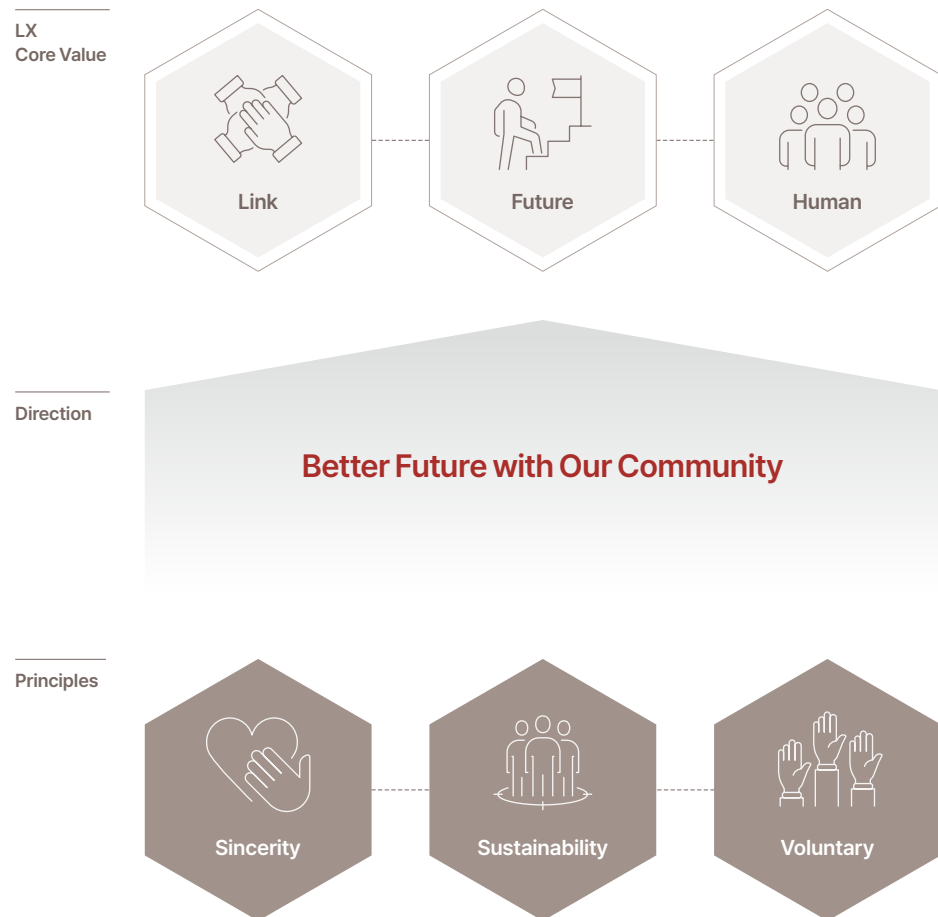 LX
Core Value
Link
Future
Human
Direction
Better Future with Our Community
Principles
Sincerity
Sustainability
Voluntary